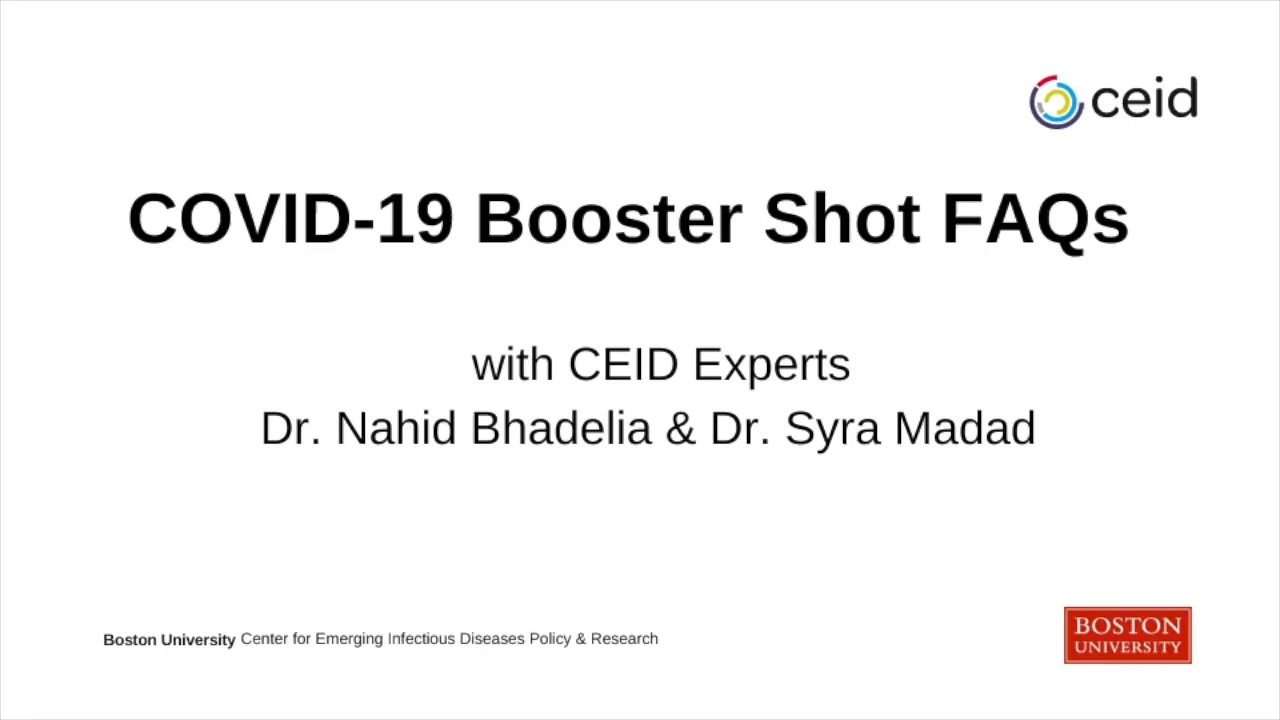 ceid
COVID-19 Booster Shot FAQs
with CEID Experts
Dr. Nahid Bhadelia & Dr. Syra Madad
Boston University Center for Emerging Infectious Diseases Policy & Research
BOSTON
UNIVERSITY